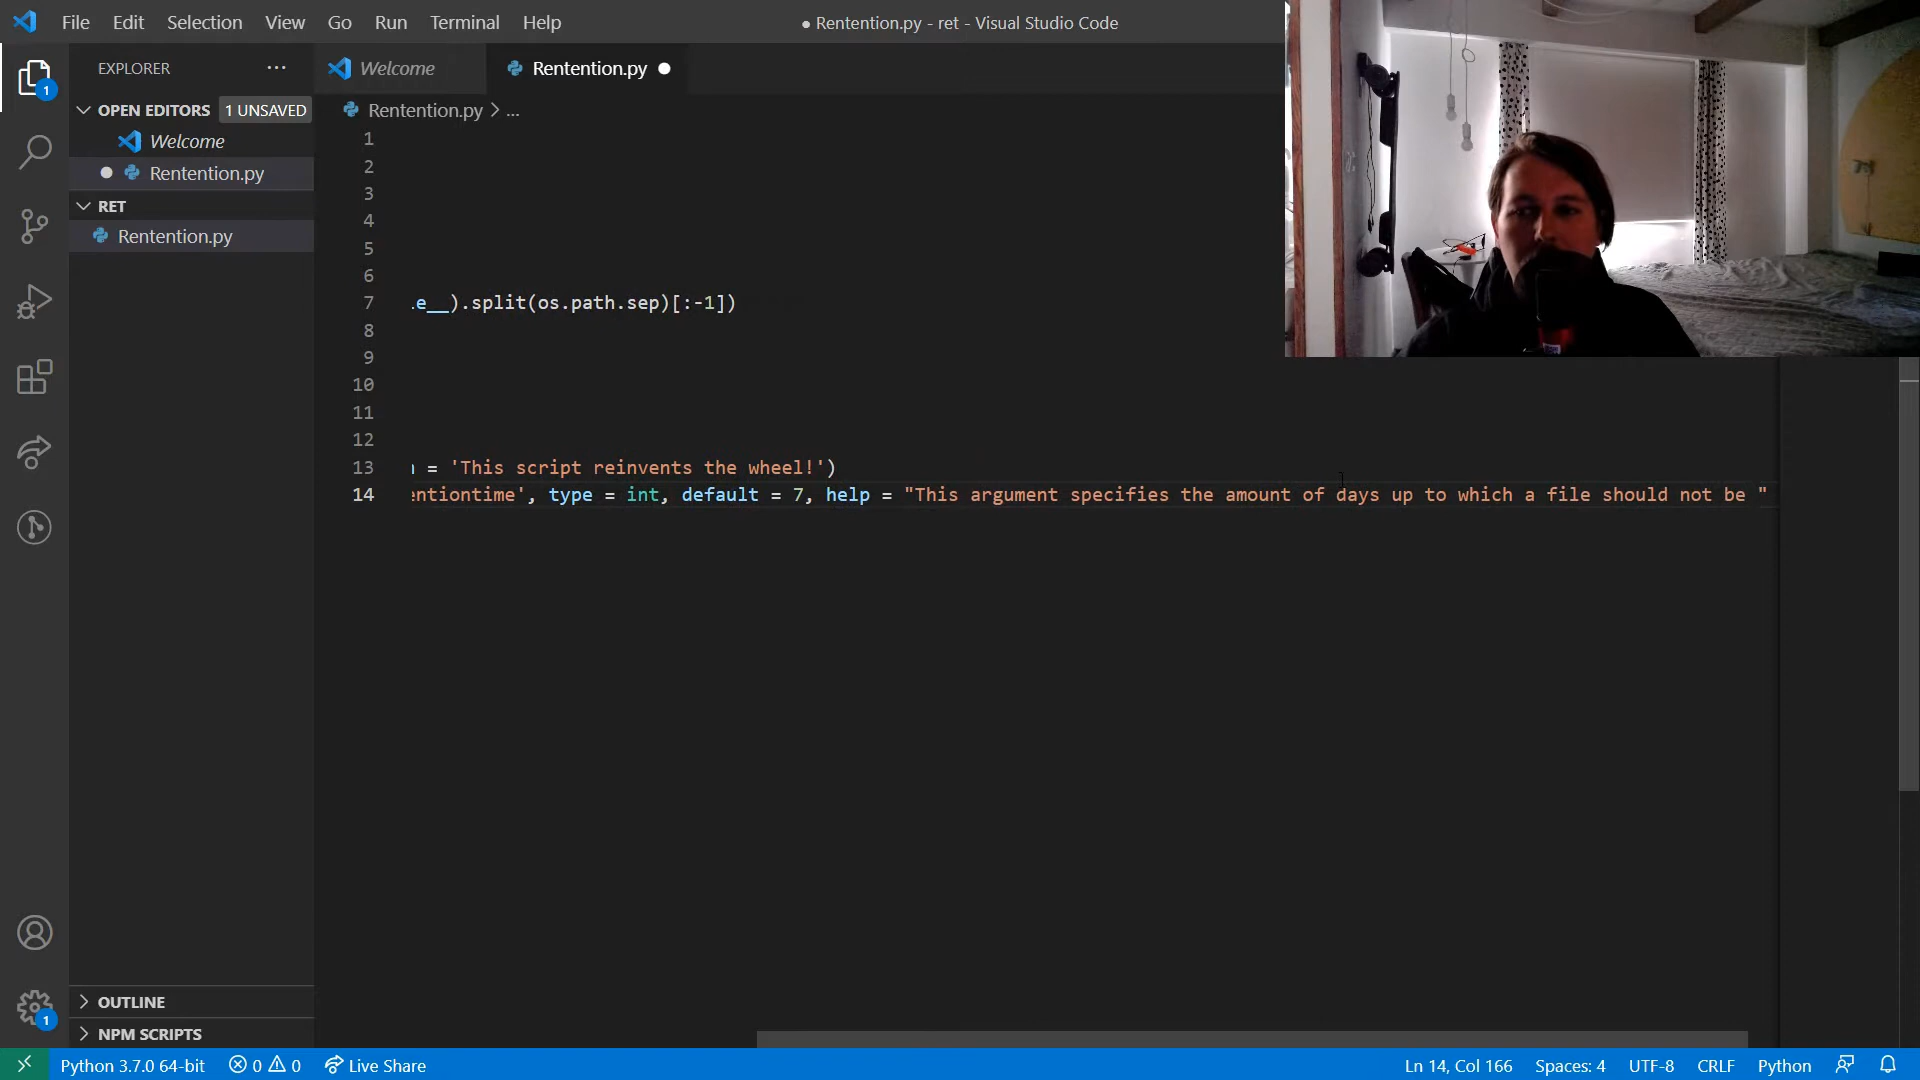 File Edit Selection View Go Run Terminal Help
● Rentention.py - ret - Visual Studio Code
EXPLORER ...
OPEN EDITORS 1 UNSAVED
Welcome
● Rentention.py
RET
Rentention.py
OUTLINE
NPM SCRIPTS
1
1
Welcome Rentention.py ●
Rentention.py > ...
1
2
3
4
5
6
7 e__).split(os.path.sep)[:-1])
8
9
10
11
12
13 = 'This script reinvents the wheel!')
14 entiontime', type = int, default = 7, help = "This argument specifies the amount of days up to which a file should not be "
Python 3.7.0 64-bit 0 0 Live Share
Ln 14, Col 166 Spaces: 4 UTF-8 CRLF Python